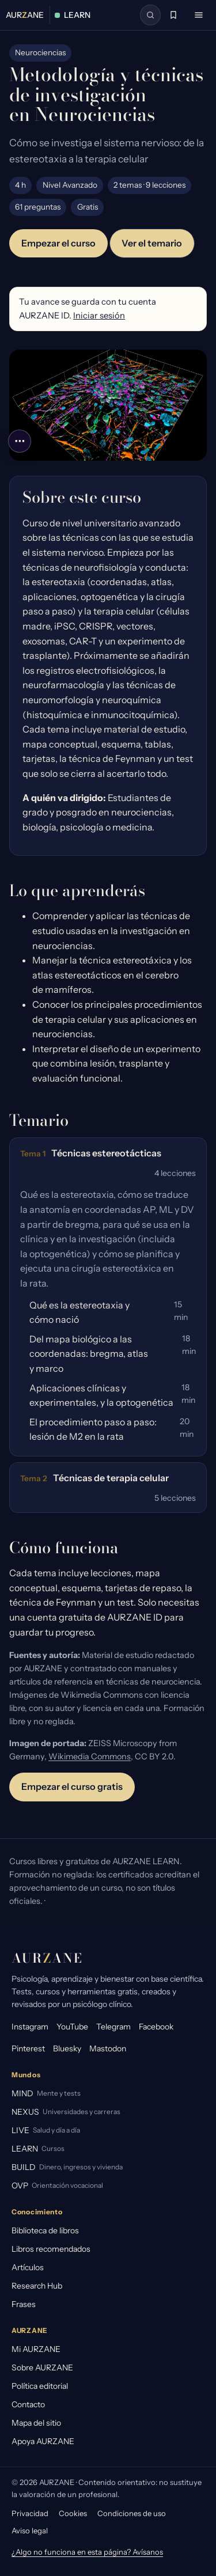 AURZANE
LEARN
Neurociencias
Metodología y técnicas
de investigación
en Neurociencias
Cómo se investiga el sistema nervioso: de la
estereotaxia a la terapia celular
4 h
Nivel Avanzado
2 temas · 9 lecciones
61 preguntas
Gratis
Empezar el curso
Ver el temario
Tu avance se guarda con tu cuenta
AURZANE ID. Iniciar sesión
Sobre este curso
Curso de nivel universitario avanzado
sobre las técnicas con las que se estudia
el sistema nervioso. Empieza por las
técnicas de neurofisiología y conducta:
la estereotaxia (coordenadas, atlas,
aplicaciones, optogenética y la cirugía
paso a paso) y la terapia celular (células
madre, iPSC, CRISPR, vectores,
exosomas, CAR-T y un experimento de
trasplante). Próximamente se añadirán
los registros electrofisiológicos, la
neurofarmacología y las técnicas de
neuromorfología y neuroquímica
(histoquímica e inmunocitoquímica).
Cada tema incluye material de estudio,
mapa conceptual, esquema, tablas,
tarjetas, la técnica de Feynman y un test
que solo se cierra al acertarlo todo.
A quién va dirigido: Estudiantes de
grado y posgrado en neurociencias,
biología, psicología o medicina.
Lo que aprenderás
• Comprender y aplicar las técnicas de
estudio usadas en la investigación en
neurociencias.
• Manejar la técnica estereotáxica y los
atlas estereotácticos en el cerebro
de mamíferos.
• Conocer los principales procedimientos
de terapia celular y sus aplicaciones en
neurociencias.
• Interpretar el diseño de un experimento
que combina lesión, trasplante y
evaluación funcional.
Temario
Tema 1 Técnicas estereotácticas
4 lecciones
Qué es la estereotaxia, cómo se traduce
la anatomía en coordenadas AP, ML y DV
a partir de bregma, para qué se usa en la
clínica y en la investigación (incluida
la optogenética) y cómo se planifica y
ejecuta una cirugía estereotáxica en
la rata.
Qué es la estereotaxia y
cómo nació
15
min
Del mapa biológico a las
coordenadas: bregma, atlas
y marco
18
min
Aplicaciones clínicas y
experimentales, y la optogenética
18
min
El procedimiento paso a paso:
lesión de M2 en la rata
20
min
Tema 2 Técnicas de terapia celular
5 lecciones
Cómo funciona
Cada tema incluye lecciones, mapa
conceptual, esquema, tarjetas de repaso, la
técnica de Feynman y un test. Solo necesitas
una cuenta gratuita de AURZANE ID para
guardar tu progreso.
Fuentes y autoría: Material de estudio redactado
por AURZANE y contrastado con manuales y
artículos de referencia en técnicas de neurociencia.
Imágenes de Wikimedia Commons con licencia
libre, con su autor y licencia en cada una. Formación
libre y no reglada.
Imagen de portada: ZEISS Microscopy from
Germany, Wikimedia Commons, CC BY 2.0.
Empezar el curso gratis
Cursos libres y gratuitos de AURZANE LEARN.
Formación no reglada: los certificados acreditan el
aprovechamiento de un curso, no son títulos
oficiales. ·
AURZANE
Psicología, aprendizaje y bienestar con base científica.
Tests, cursos y herramientas gratis, creados y
revisados por un psicólogo clínico.
Instagram YouTube Telegram Facebook
Pinterest Bluesky Mastodon
Mundos
MIND Mente y tests
NEXUS Universidades y carreras
LIVE Salud y día a día
LEARN Cursos
BUILD Dinero, ingresos y vivienda
OVP Orientación vocacional
Conocimiento
Biblioteca de libros
Libros recomendados
Artículos
Research Hub
Frases
AURZANE
Mi AURZANE
Sobre AURZANE
Política editorial
Contacto
Mapa del sitio
Apoya AURZANE
© 2026 AURZANE · Contenido orientativo: no sustituye
la valoración de un profesional.
Privacidad Cookies Condiciones de uso
Aviso legal
¿Algo no funciona en esta página? Avísanos